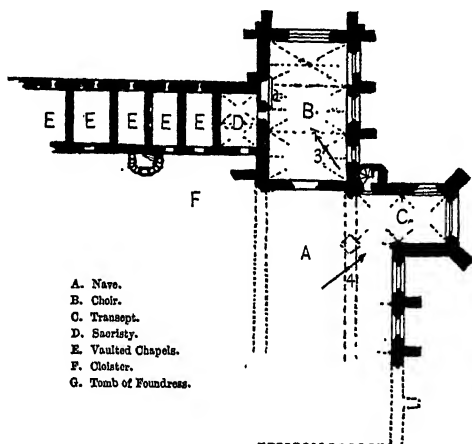 B
E E E E E D
3
F
C
A
4
A. Nave.
B. Choir.
C. Transept.
D. Sacristy.
E. Vaulted Chapels.
F. Cloister.
G. Tomb of Foundress.